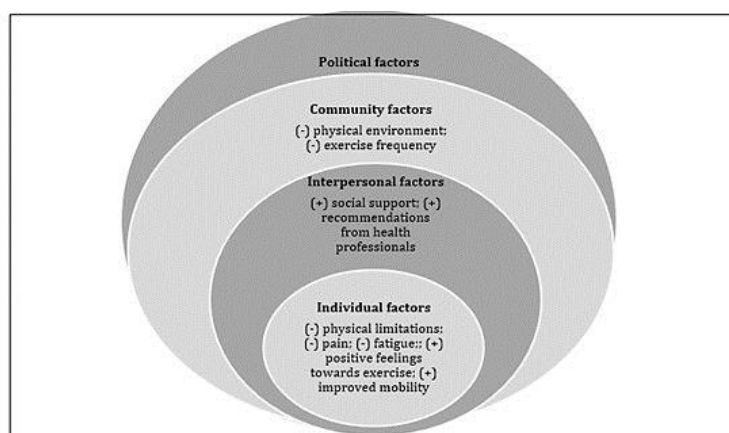 Political factors
Community factors
(-) physical environment;
(-) exercise frequency
Interpersonal factors
(+) social support; (+)
recommendations
from health
professionals
Individual factors
(-) physical limitations;
(-) pain; (-) fatigue;; (+)
positive feelings
towards exercise; (+)
improved mobility